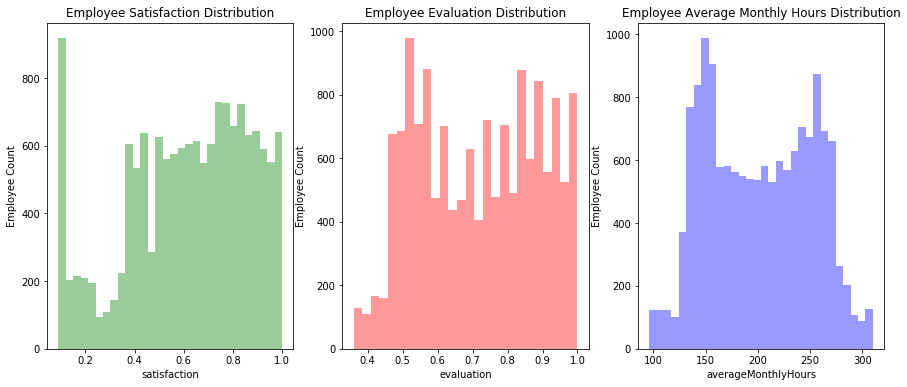 Employee Satisfaction Distribution
Employee Count
800
600
400
200
0
0.2 0.4 0.6 0.8 1.0
satisfaction
Employee Evaluation Distribution
Employee Count
1000
800
600
400
200
0
0.4 0.5 0.6 0.7 0.8 0.9 1.0
evaluation
Employee Average Monthly Hours Distribution
Employee Count
1000
800
600
400
200
0
100 150 200 250 300
averageMonthlyHours